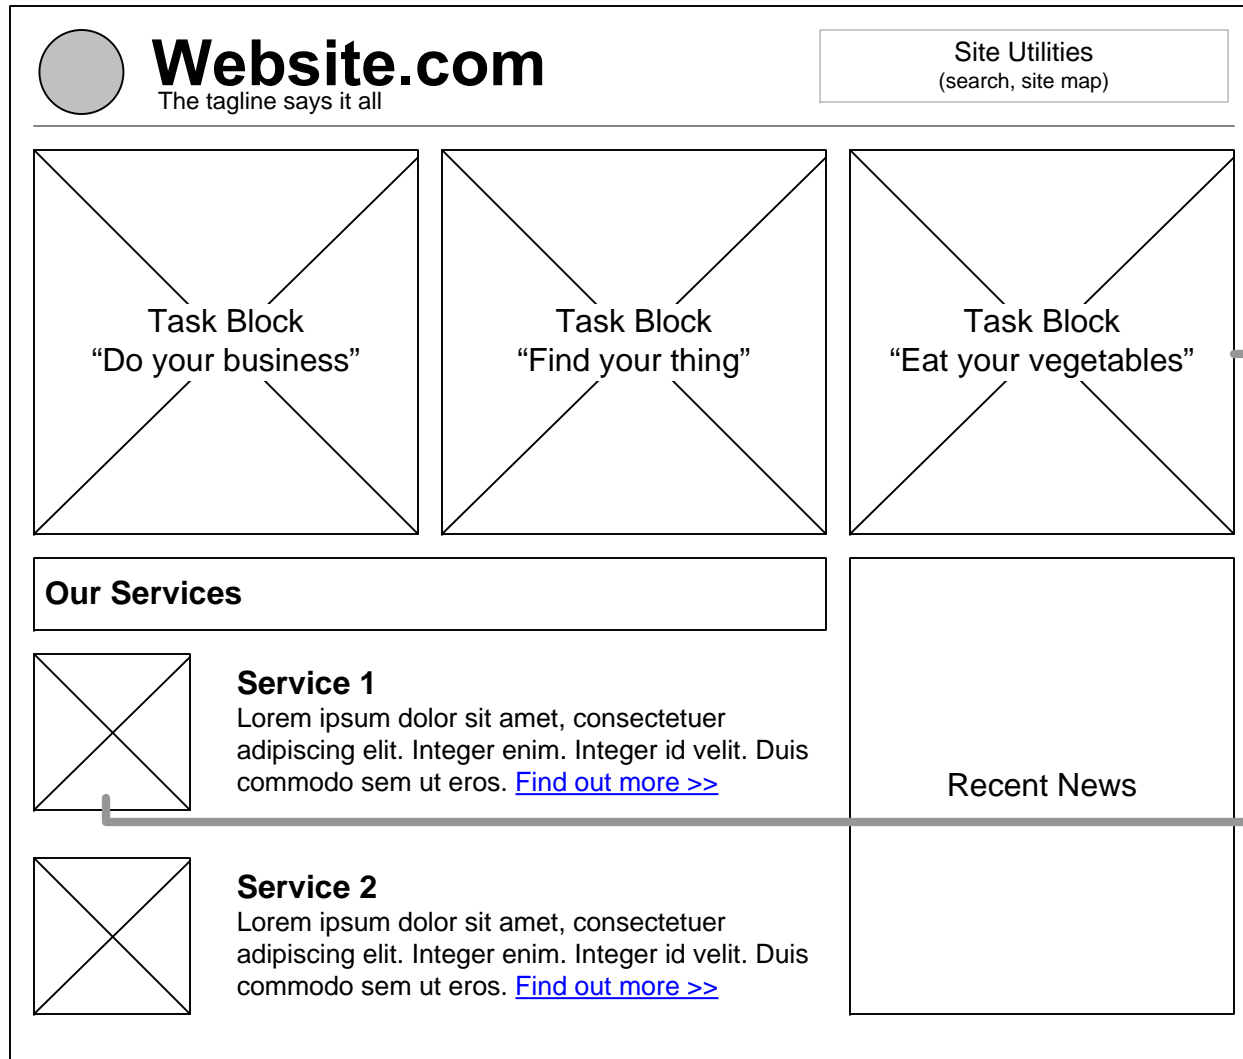 Website.com
The tagline says it all
Site Utilities
(search, site map)
Task Block
“Do your business”
Task Block
“Find your thing”
Task Block
“Eat your vegetables”
Our Services
Service 1
Lorem ipsum dolor sit amet, consectetuer
adipiscing elit. Integer enim. Integer id velit. Duis
commodo sem ut eros. Find out more >>
Service 2
Lorem ipsum dolor sit amet, consectetuer
adipiscing elit. Integer enim. Integer id velit. Duis
commodo sem ut eros. Find out more >>
Recent News